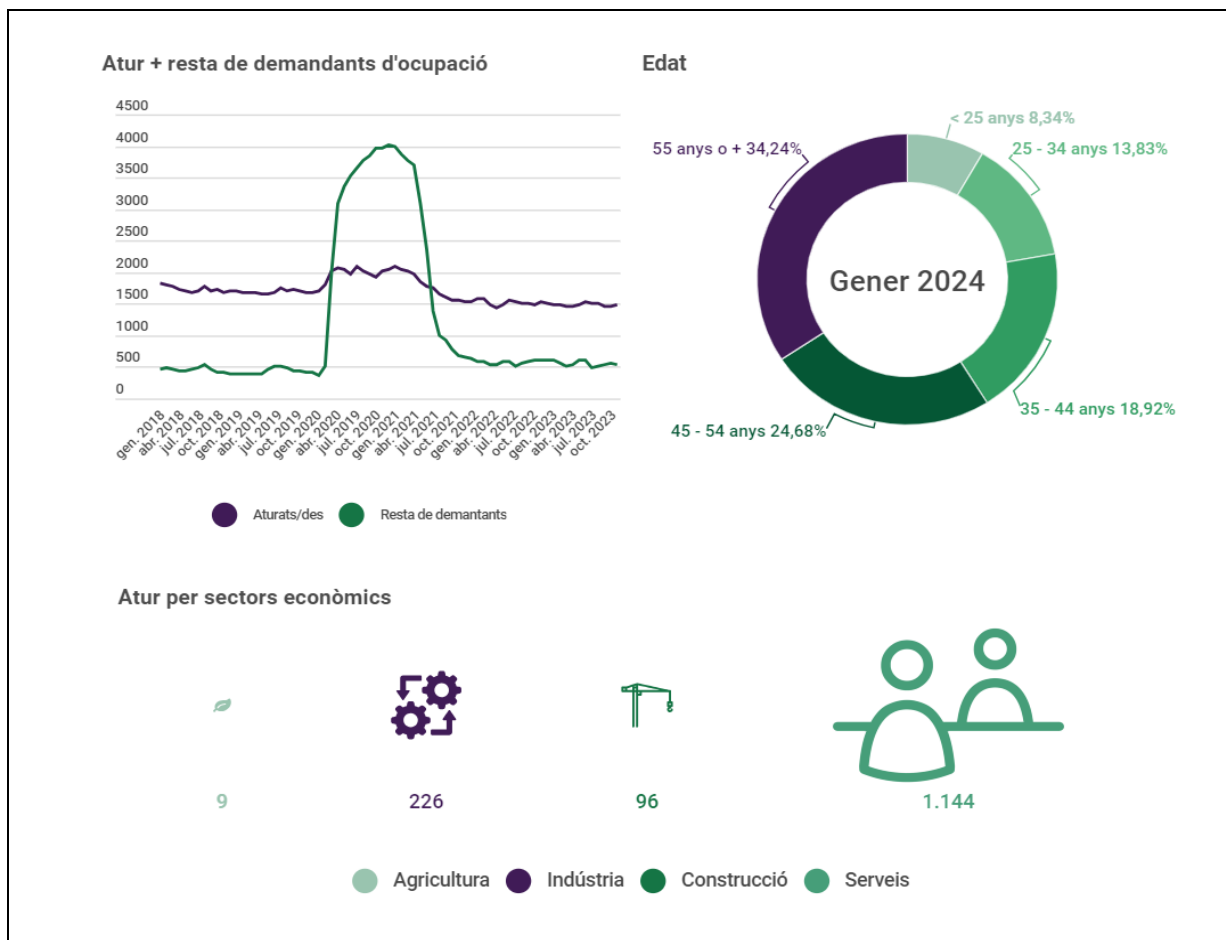 Atur + resta de demandants d'ocupació
4500
4000
3500
3000
2500
2000
1500
1000
500
0
gen. 2018
abr. 2018
jul. 2018
oct. 2018
gen. 2019
abr. 2019
jul. 2019
oct. 2019
gen. 2020
abr. 2020
jul. 2020
oct. 2020
gen. 2021
abr. 2021
jul. 2021
oct. 2021
gen. 2022
abr. 2022
jul. 2022
oct. 2022
gen. 2023
abr. 2023
jul. 2023
oct. 2023
Aturats/des
Resta de demantants
Edat
< 25 anys 8,34%
25 - 34 anys 13,83%
55 anys o + 34,24%
Gener 2024
35 - 44 anys 18,92%
45 - 54 anys 24,68%
Atur per sectors econòmics
9
226
96
1.144
Agricultura
Indústria
Construcció
Serveis